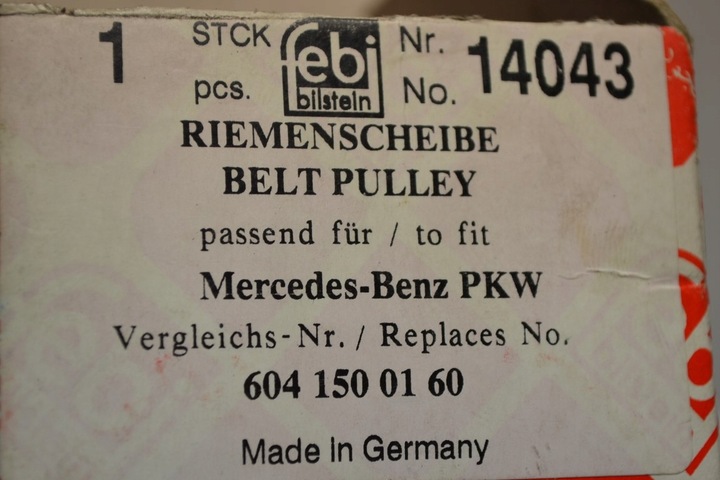 1 STCK pcs. febi bilstein Nr. No. 14043
RIEMENSCHEIBE
BELT PULLEY
passend für / to fit
Mercedes-Benz PKW
Vergleichs-Nr. / Replaces No.
604 150 01 60
Made In Germany